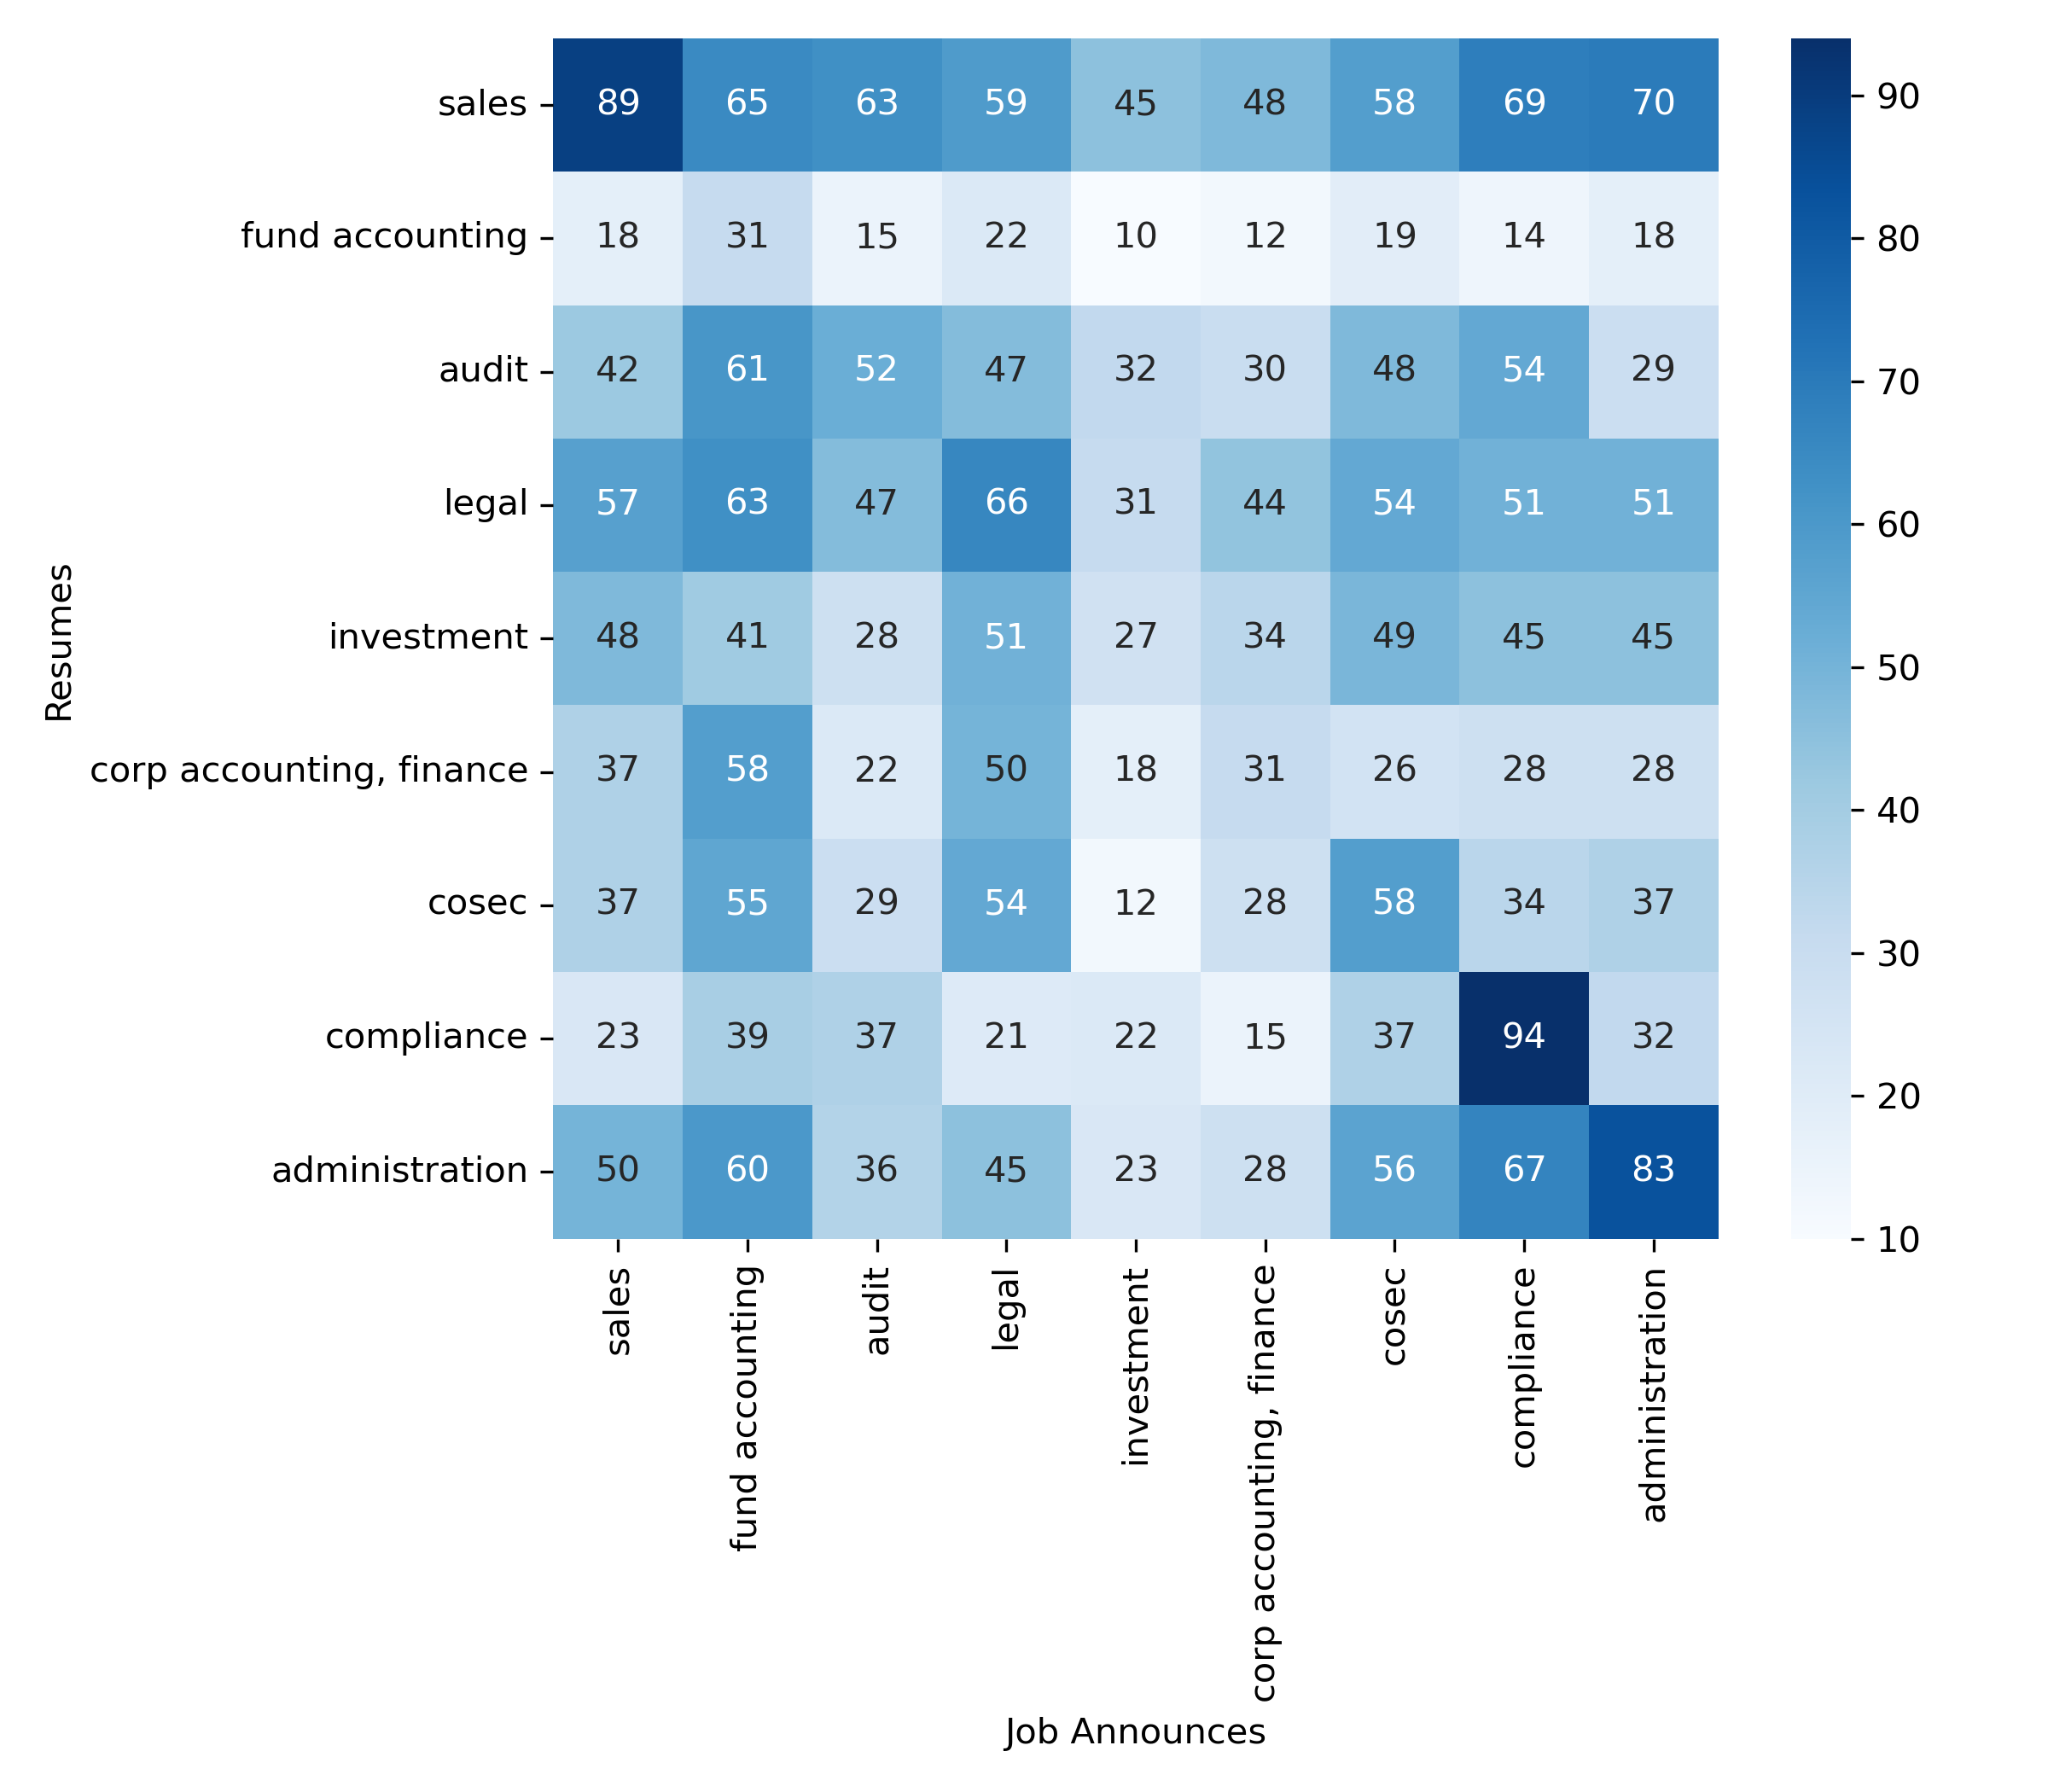 sales 89 65 63 59 45 48 58 69 70
fund accounting 18 31 15 22 10 12 19 14 18
audit 42 61 52 47 32 30 48 54 29
legal 57 63 47 66 31 44 54 51 51
investment 48 41 28 51 27 34 49 45 45
corp accounting, finance 37 58 22 50 18 31 26 28 28
cosec 37 55 29 54 12 28 58 34 37
compliance 23 39 37 21 22 15 37 94 32
administration 50 60 36 45 23 28 56 67 83
Resumes
sales
fund accounting
audit
legal
investment
corp accounting, finance
cosec
compliance
administration
Job Announces
90
80
70
60
50
40
30
20
10